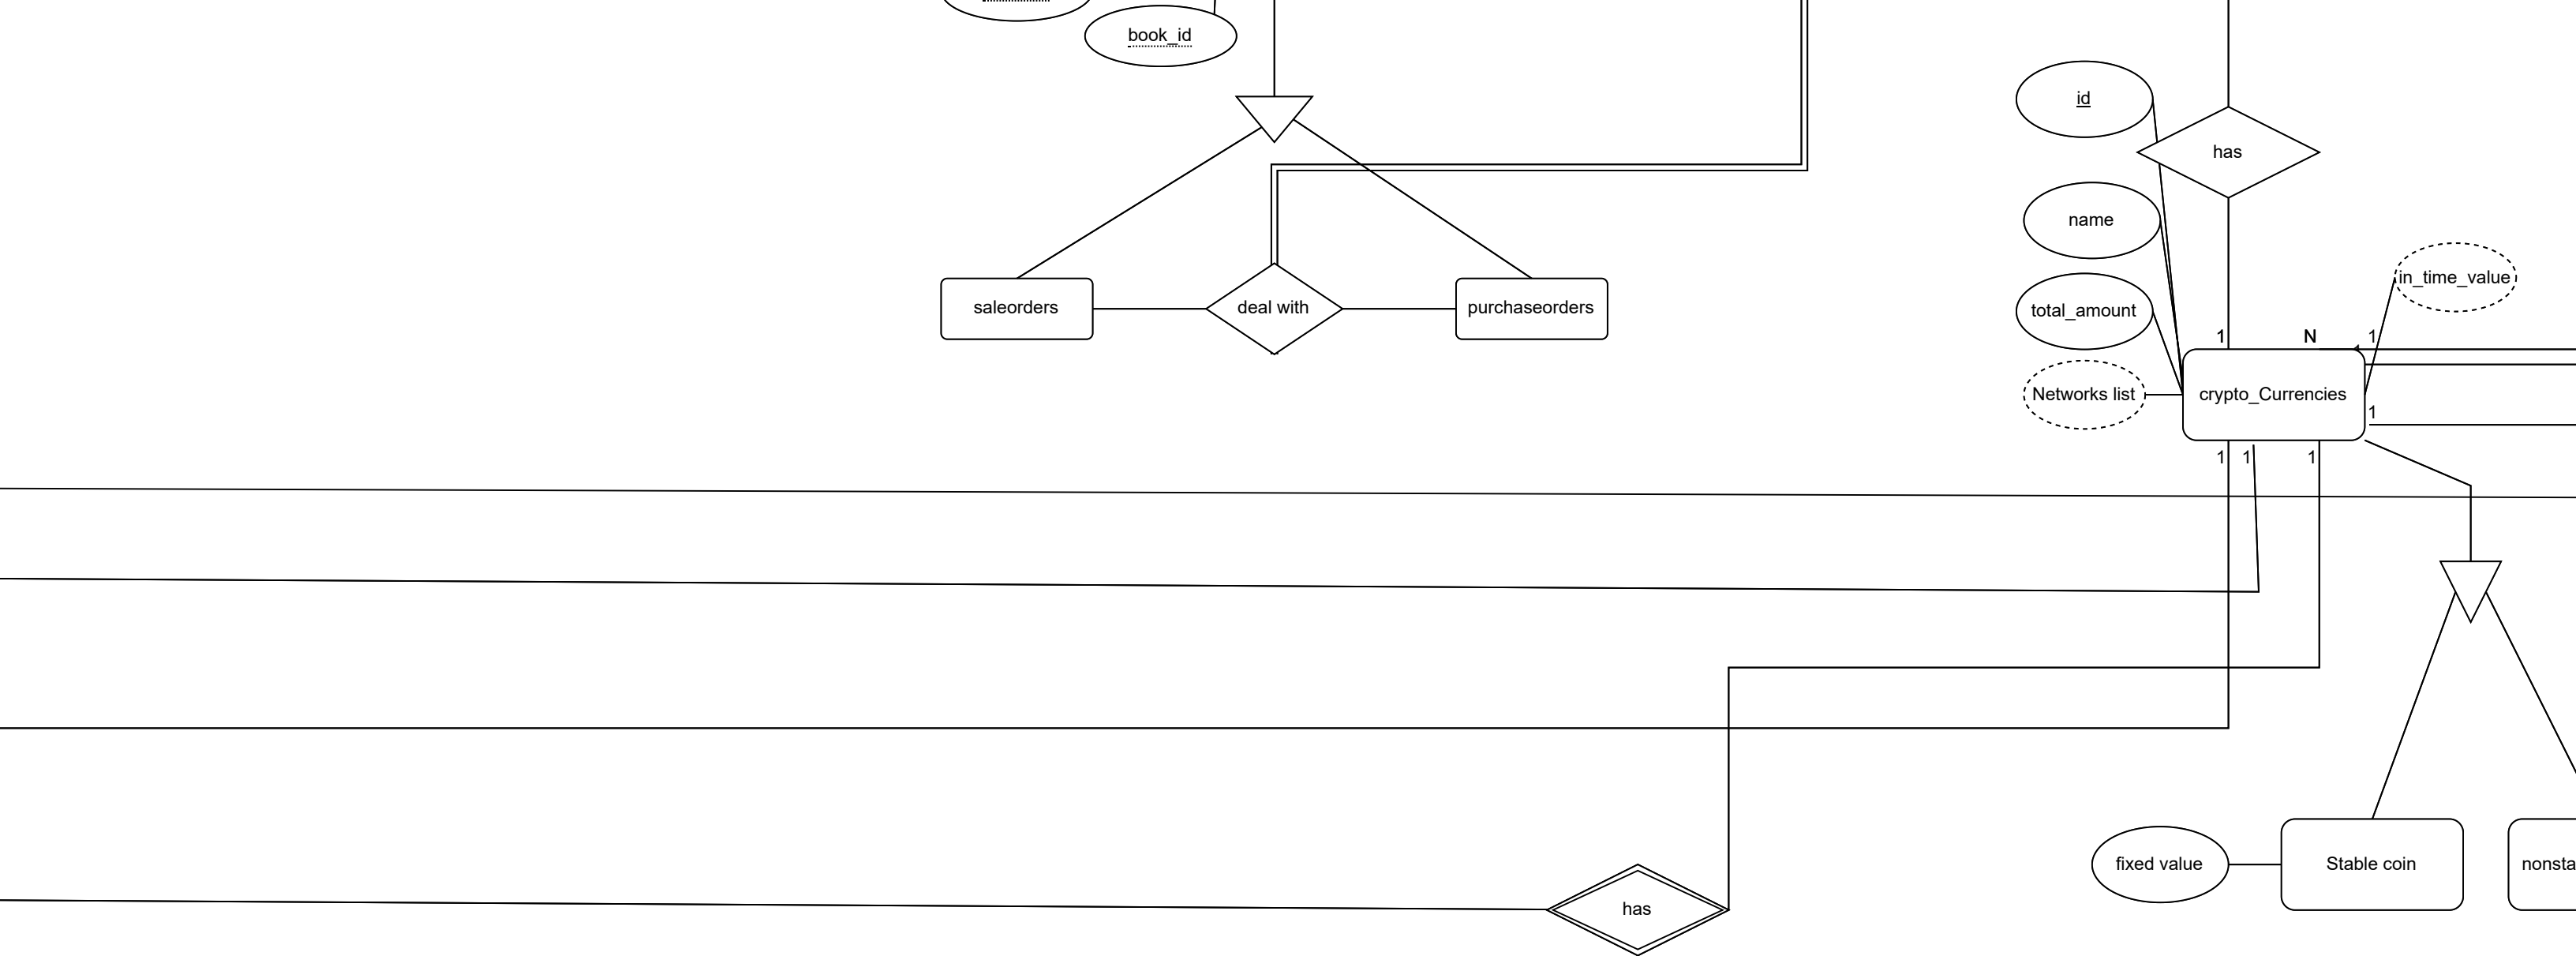 book_id
id
has
name
in_time_value
saleorders
deal with
purchaseorders
total_amount
1
N
1
Networks list
crypto_Currencies
1
1
1
1
fixed value
Stable coin
has